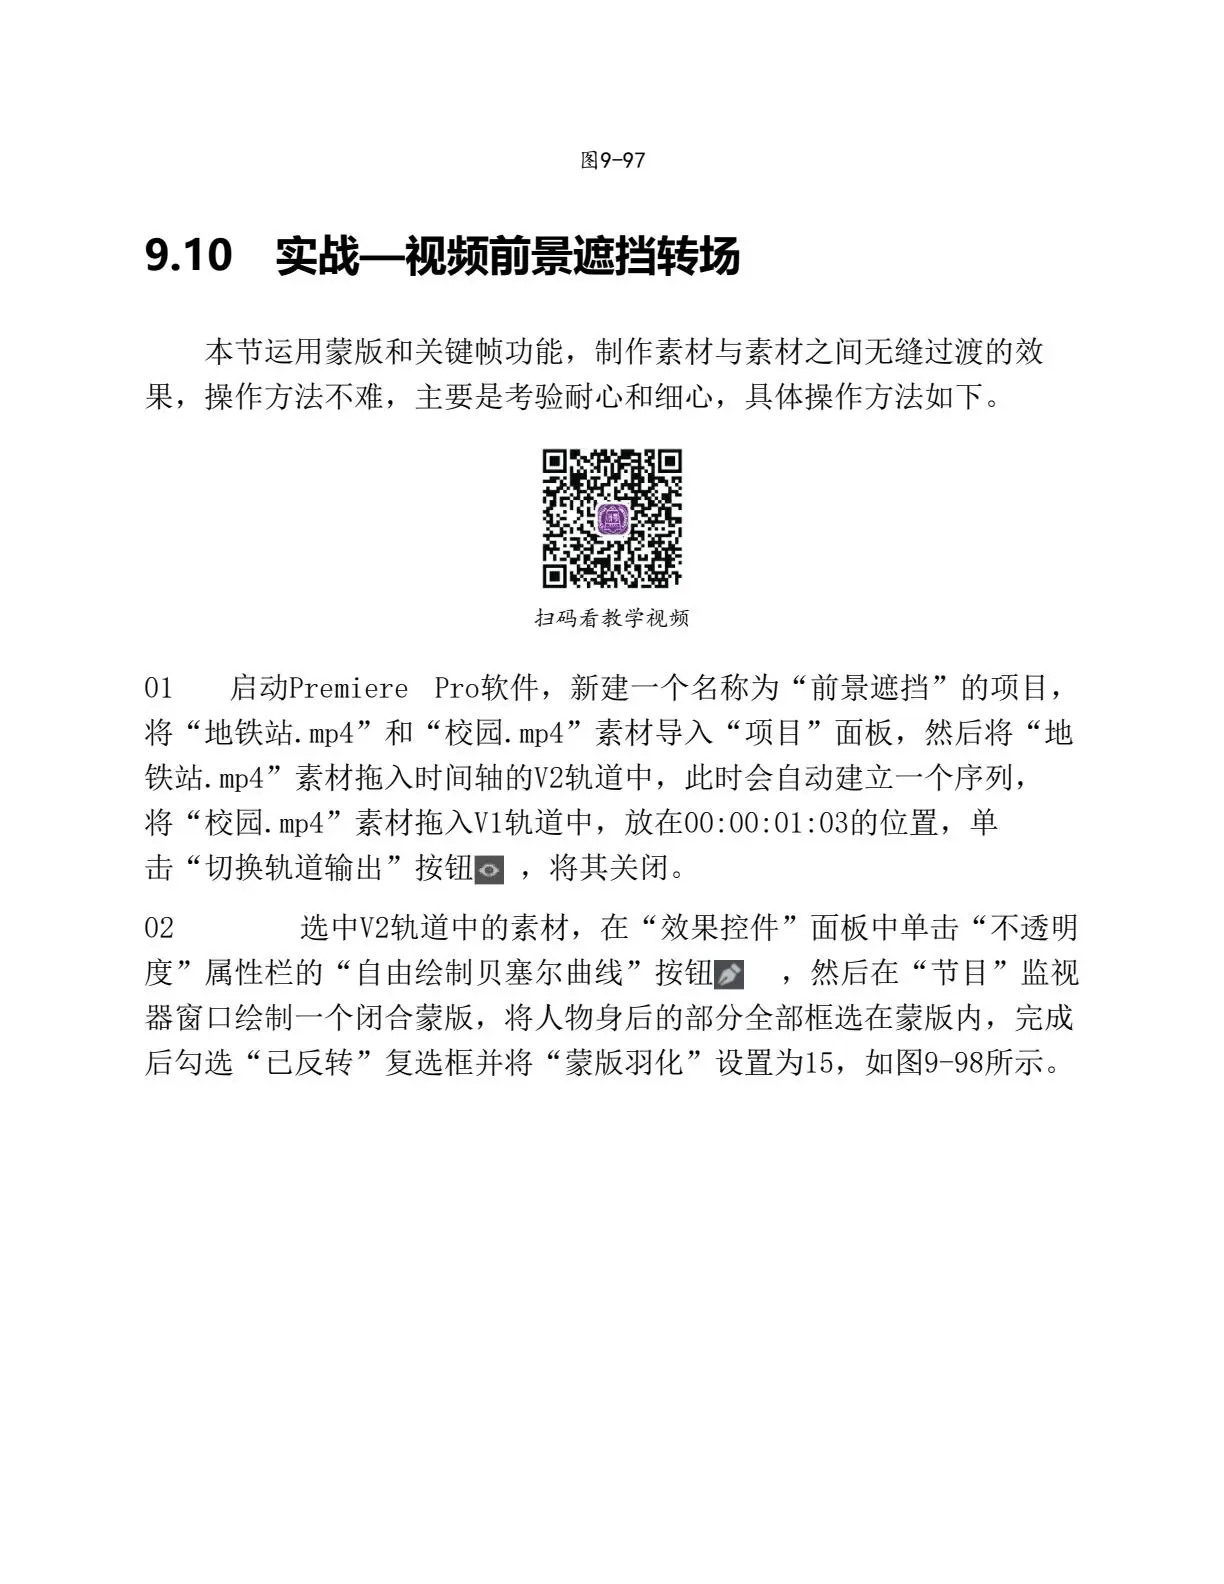 图9-97
9.10 实战—视频前景遮挡转场
本节运用蒙版和关键帧功能，制作素材与素材之间无缝过渡的效
果，操作方法不难，主要是考验耐心和细心，具体操作方法如下。
扫码看教学视频
01 启动Premiere Pro软件，新建一个名称为“前景遮挡”的项目，
将“地铁站.mp4”和“校园.mp4”素材导入“项目”面板，然后将“地
铁站.mp4”素材拖入时间轴的V2轨道中，此时会自动建立一个序列，
将“校园.mp4”素材拖入V1轨道中，放在00:00:01:03的位置，单
击“切换轨道输出”按钮 ，将其关闭。
02 选中V2轨道中的素材，在“效果控件”面板中单击“不透明
度”属性栏的“自由绘制贝塞尔曲线”按钮 ，然后在“节目”监视
器窗口绘制一个闭合蒙版，将人物身后的部分全部框选在蒙版内，完成
后勾选“已反转”复选框并将“蒙版羽化”设置为15，如图9-98所示。